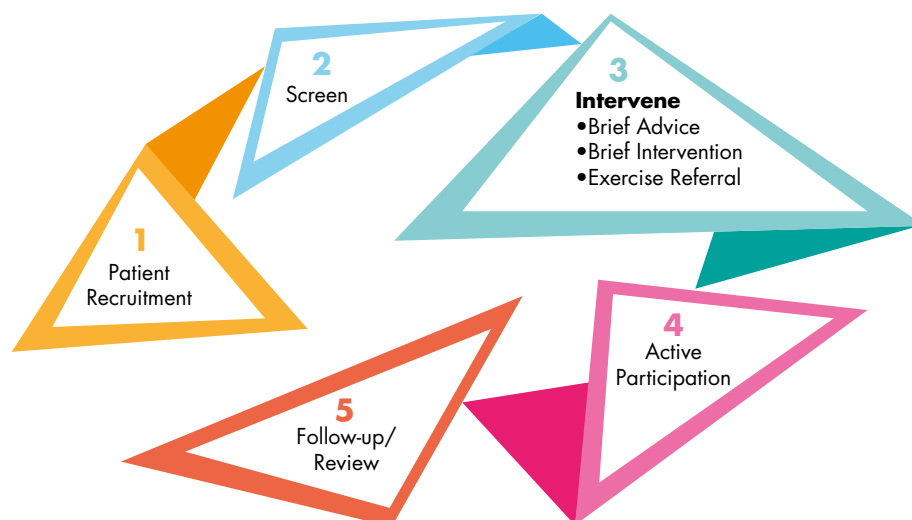 1
Patient
Recruitment
2
Screen
3
Intervene
•Brief Advice
•Brief Intervention
•Exercise Referral
4
Active
Participation
5
Follow-up/
Review